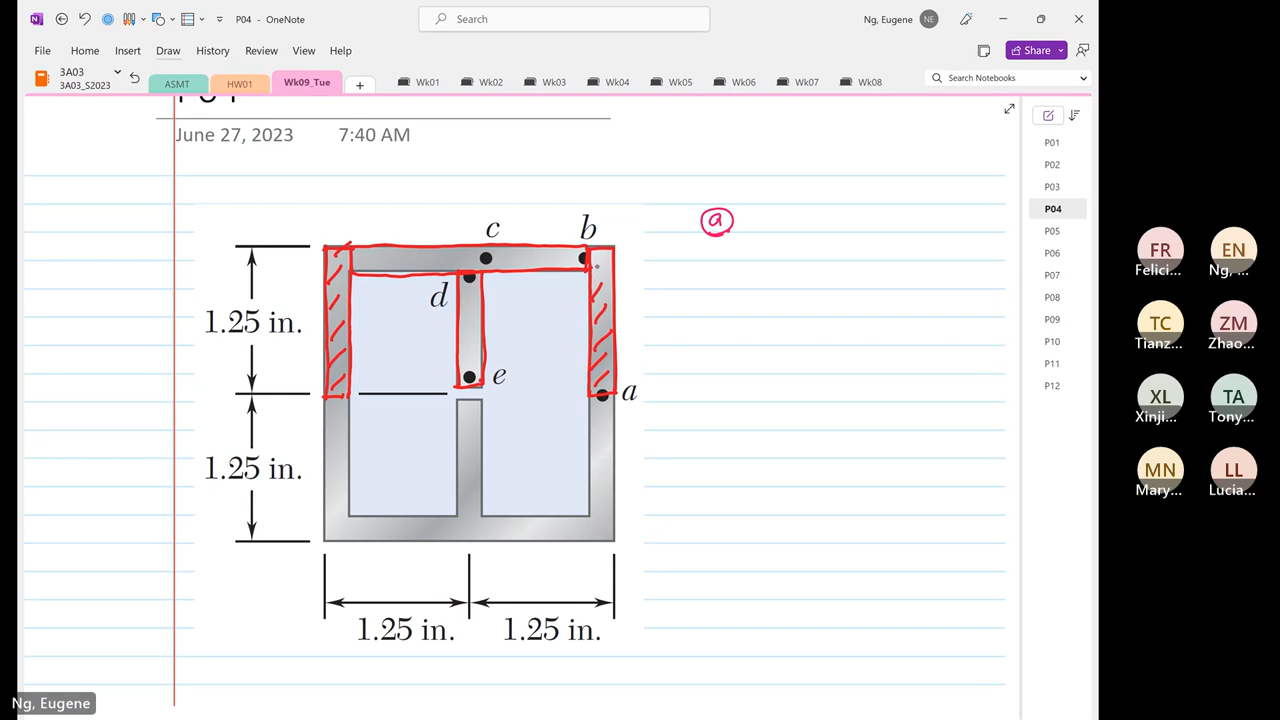 P04 - OneNote
Search
Ng, Eugene
NE
File
Home
Insert
Draw
History
Review
View
Help
Share
3A03
3A03_S2023
ASMT
HW01
Wk09_Tue
Wk01
Wk02
Wk03
Wk04
Wk05
Wk06
Wk07
Wk08
Search Notebooks
P04
June 27, 2023
7:40 AM
a
c
b
d
e
a
1.25 in.
1.25 in.
1.25 in.
1.25 in.
P01
P02
P03
P04
P05
P06
P07
P08
P09
P10
P11
P12
FR
Felici...
EN
Ng, ...
TC
Tianz...
ZM
Zhao...
XL
Xinji...
TA
Tony...
MN
Mary...
LL
Lucia...
Ng, Eugene